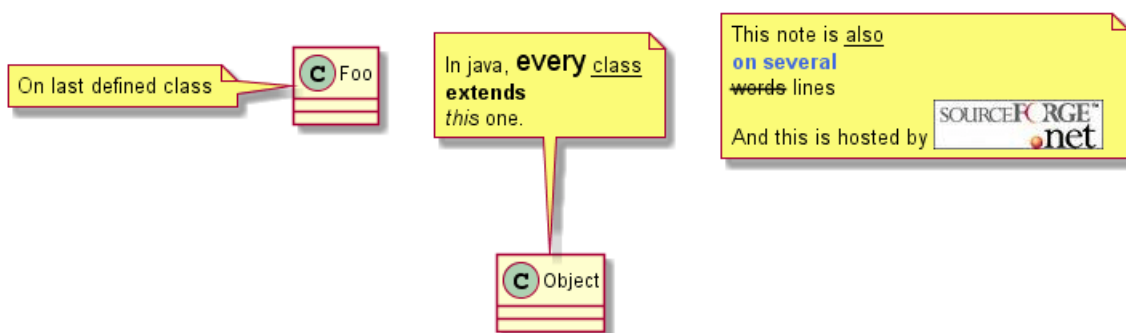 On last defined class
C Foo
In java, every class
extends
this one.
C Object
This note is also
on several
words lines
And this is hosted by SOURCEFORGE™
.net